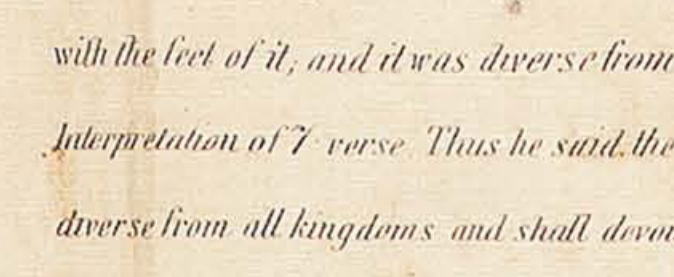 with the feet of it; and it was diverse from
Interpretation of 7 verse. Thus he said, the
diverse from all kingdoms and shall devou